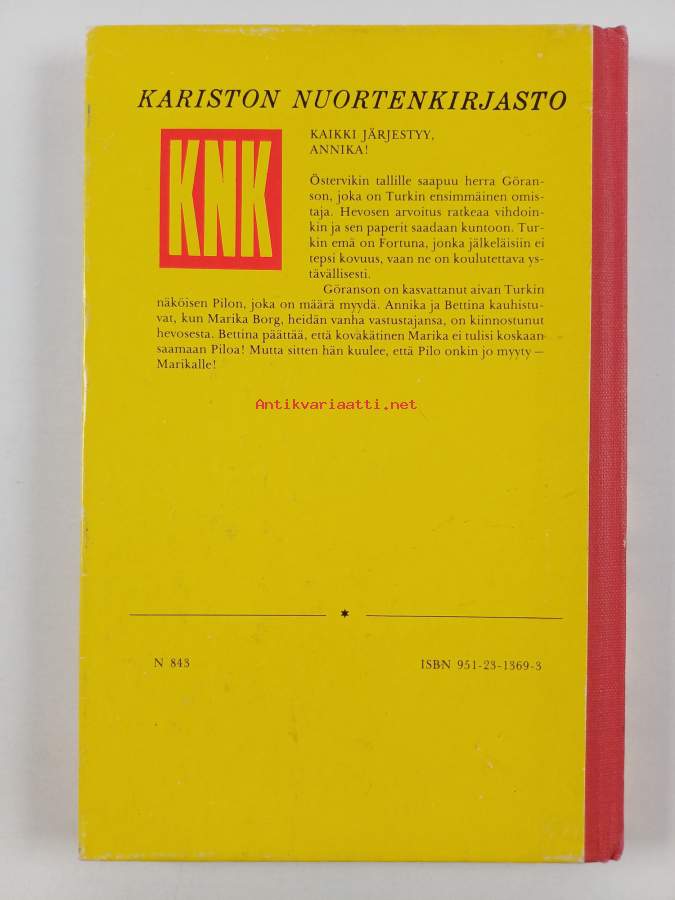 KARISTON NUORTENKIRJASTO
KNK
KAIKKI JÄRJESTYY,
ANNIKA!
Östervikin tallille saapuu herra Göran-
son, joka on Turkin ensimmäinen omis-
taja. Hevosen arvoitus ratkeaa vihdoin-
kin ja sen paperit saadaan kuntoon. Tur-
kin emä on Fortuna, jonka jälkeläisiin ei
tepsi kovuus, vaan ne on koulutettava ys-
tävällisesti.
Göranson on kasvattanut aivan Turkin
näköisen Pilon, joka on määrä myydä. Annika ja Bettina kauhistu-
vat, kun Marika Borg, heidän vanha vastustajansa, on kiinnostunut
hevosesta. Bettina päättää, että kovakätinen Marika ei tulisi koskaan
saamaan Piloa! Mutta sitten hän kuulee, että Pilo onkin jo myyty –
Marikalle!
Antikvariaatti.net
N 843
ISBN 951-23-1369-3